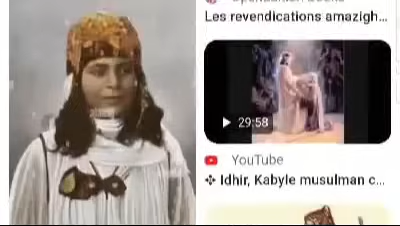 Les revendications amazigh...
29:58
YouTube
✣ Idhir, Kabyle musulman c...